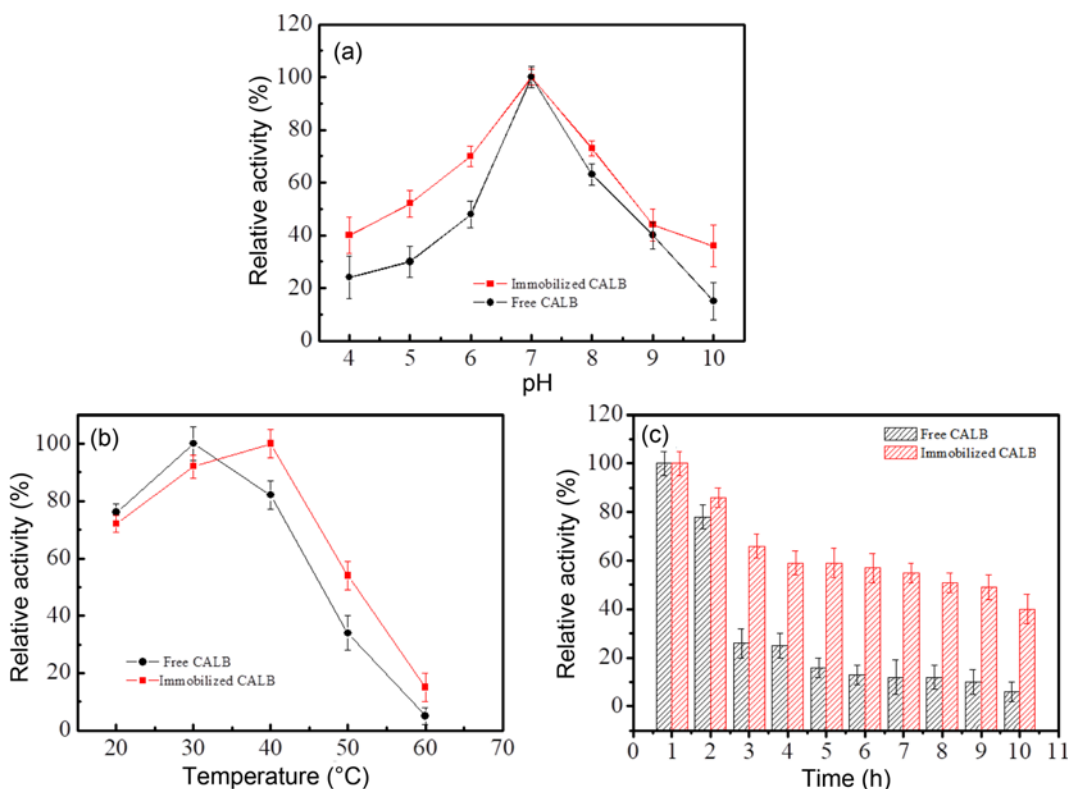 (a)
Relative activity (%)
120
100
80
60
40
20
0
Immobilized CALB
Free CALB
4 5 6 7 8 9 10
pH
(b)
Relative activity (%)
100
80
60
40
20
0
Free CALB
Immobilized CALB
20 30 40 50 60 70
Temperature (°C)
(c)
Relative activity (%)
120
100
80
60
40
20
0
Free CALB
Immobilized CALB
0 1 2 3 4 5 6 7 8 9 10 11
Time (h)